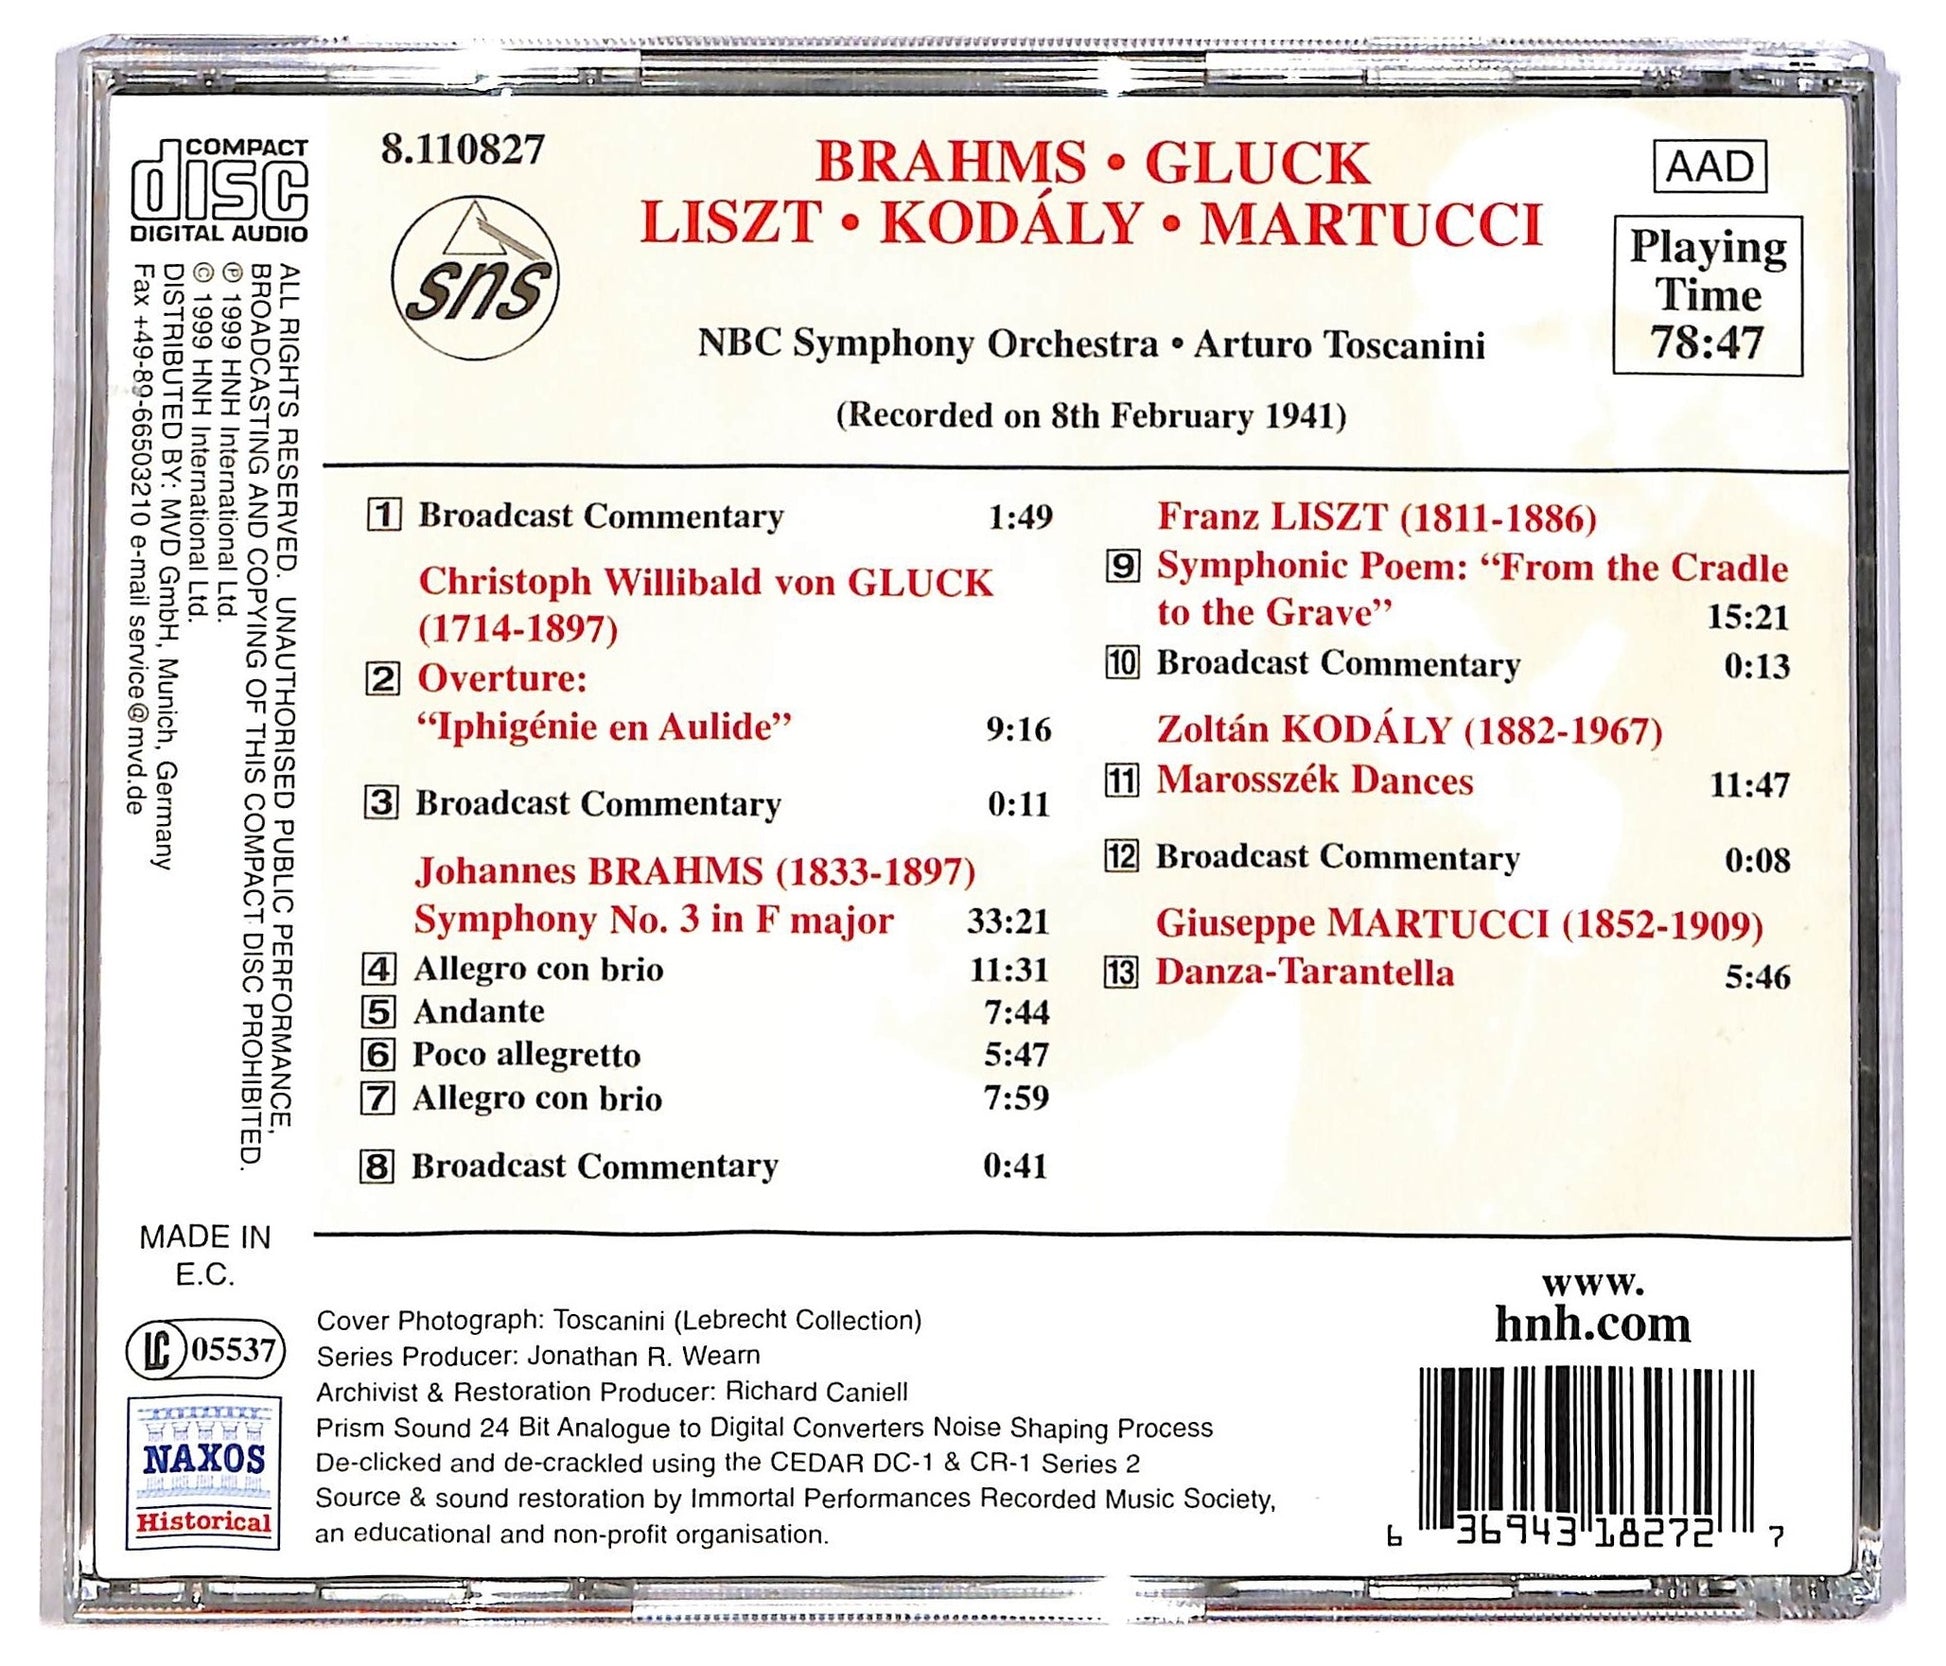 COMPACT
disc
DIGITAL AUDIO
ALL RIGHTS RESERVED. UNAUTHORISED PUBLIC PERFORMANCE,
BROADCASTING AND COPYING OF THIS COMPACT DISC PROHIBITED.
℗ 1999 HNH International Ltd.
© 1999 HNH International Ltd.
DISTRIBUTED BY: MVD GmbH, Munich, Germany
Fax +49-89-66503210 e-mail service@mvd.de
MADE IN
E.C.
LC 05537
NAXOS
Historical
8.110827
sns
BRAHMS • GLUCK
LISZT • KODÁLY • MARTUCCI
NBC Symphony Orchestra • Arturo Toscanini
(Recorded on 8th February 1941)
AAD
Playing
Time
78:47
1 Broadcast Commentary 1:49
Christoph Willibald von GLUCK
(1714-1897)
2 Overture:
“Iphigénie en Aulide” 9:16
3 Broadcast Commentary 0:11
Johannes BRAHMS (1833-1897)
Symphony No. 3 in F major 33:21
4 Allegro con brio 11:31
5 Andante 7:44
6 Poco allegretto 5:47
7 Allegro con brio 7:59
8 Broadcast Commentary 0:41
Franz LISZT (1811-1886)
9 Symphonic Poem: “From the Cradle
to the Grave” 15:21
10 Broadcast Commentary 0:13
Zoltán KODÁLY (1882-1967)
11 Marosszék Dances 11:47
12 Broadcast Commentary 0:08
Giuseppe MARTUCCI (1852-1909)
13 Danza-Tarantella 5:46
Cover Photograph: Toscanini (Lebrecht Collection)
Series Producer: Jonathan R. Wearn
Archivist & Restoration Producer: Richard Caniell
Prism Sound 24 Bit Analogue to Digital Converters Noise Shaping Process
De-clicked and de-crackled using the CEDAR DC-1 & CR-1 Series 2
Source & sound restoration by Immortal Performances Recorded Music Society,
an educational and non-profit organisation.
www.
hnh.com
6 36943 18272 7